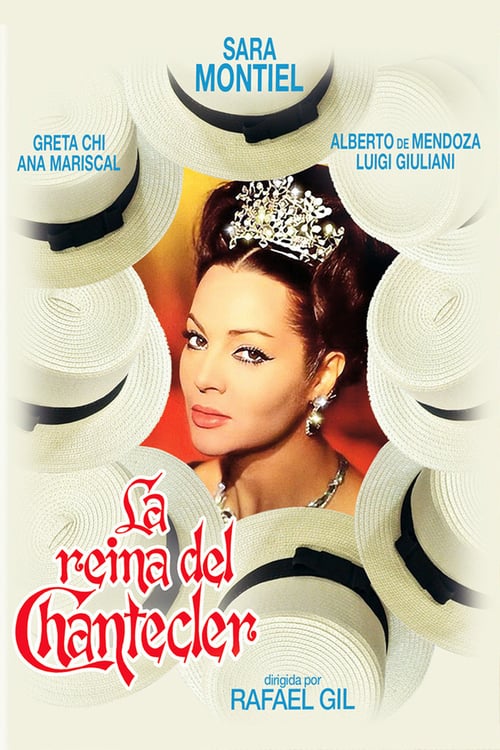 SARA
MONTIEL
GRETA CHI
ANA MARISCAL
ALBERTO DE MENDOZA
LUIGI GIULIANI
La
reina del
Chantecler
dirigida por
RAFAEL GIL